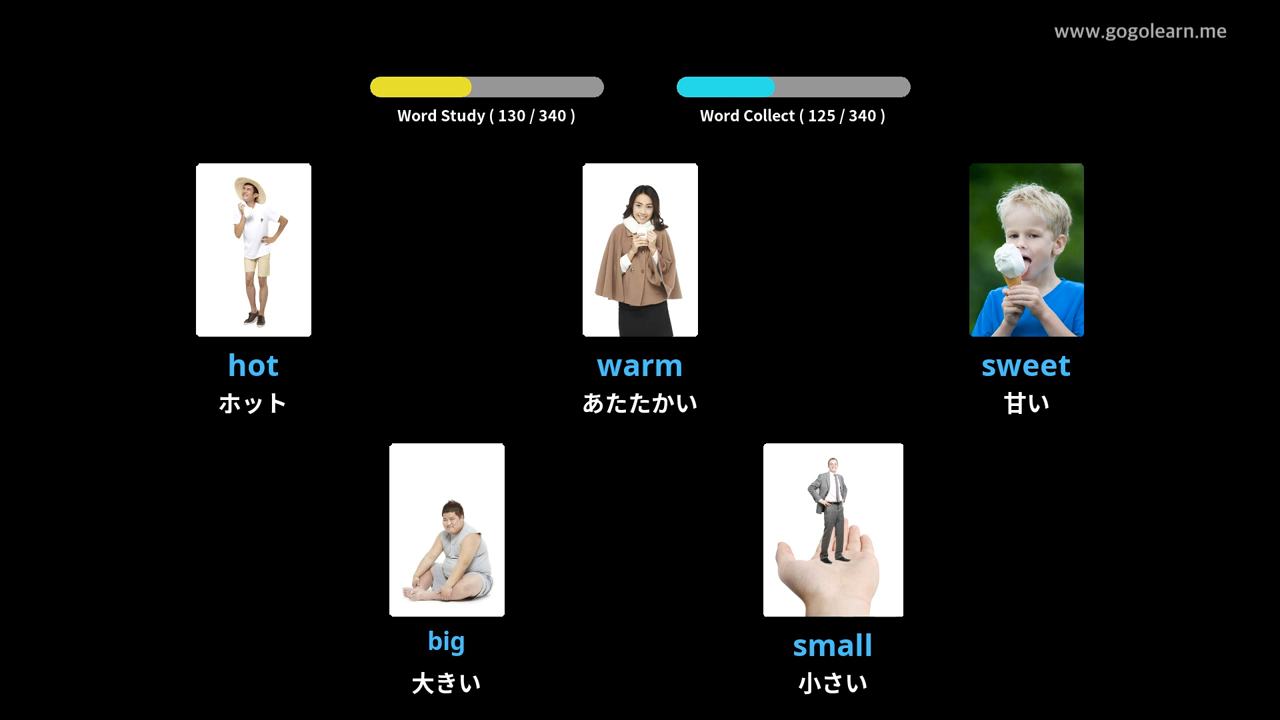 www.gogolearn.me
Word Study ( 130 / 340 )
Word Collect ( 125 / 340 )
hot
ホット
warm
あたたかい
sweet
甘い
big
大きい
small
小さい